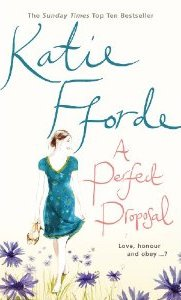 The Sunday Times Top Ten Bestseller
Katie
Fforde
A
Perfect
Proposal
Love, honour
and obey ...?